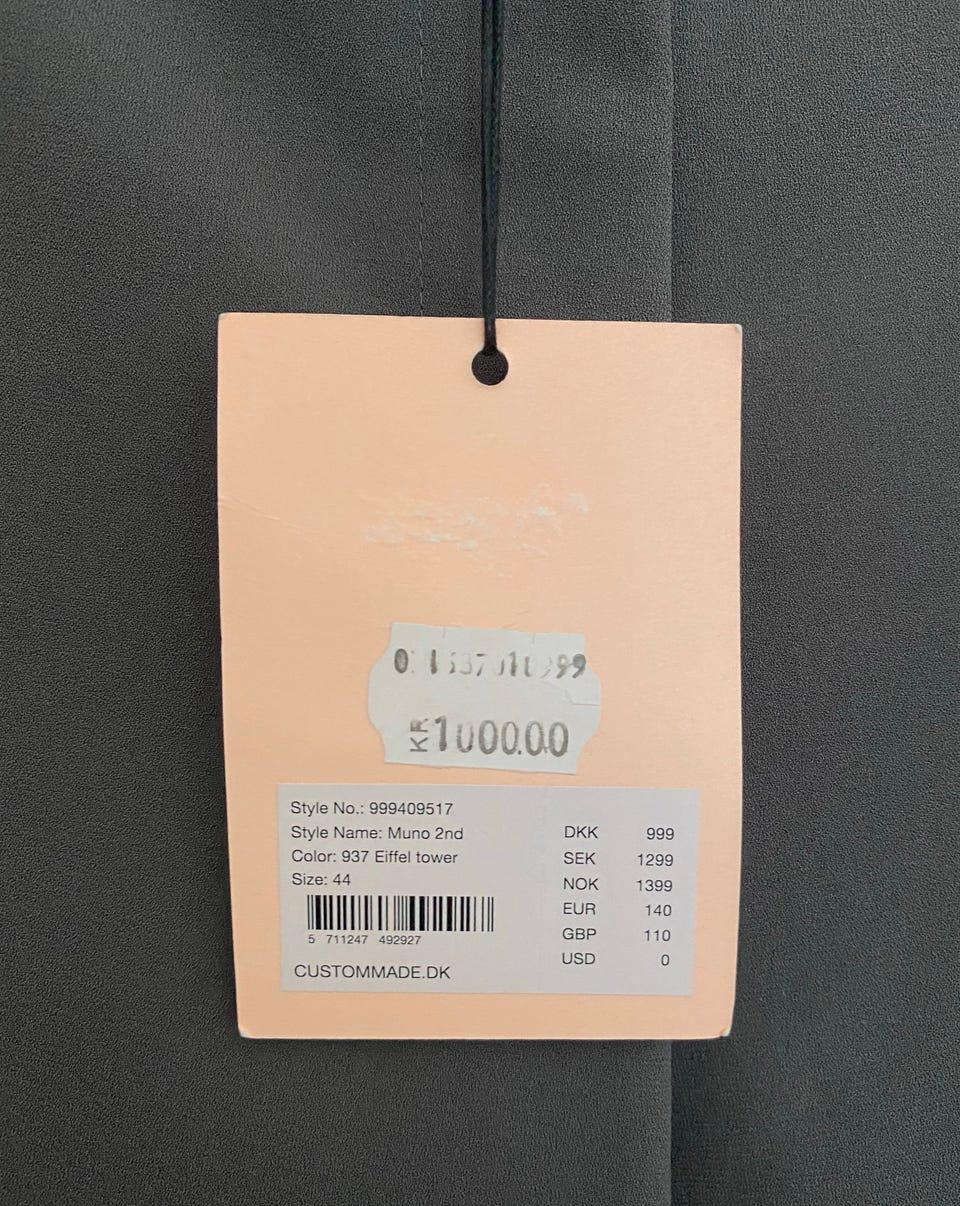 KR 1000.00
Style No.: 999409517
Style Name: Muno 2nd
Color: 937 Eiffel tower
Size: 44
5 711247 492927
CUSTOMMADE.DK
DKK 999
SEK 1299
NOK 1399
EUR 140
GBP 110
USD 0